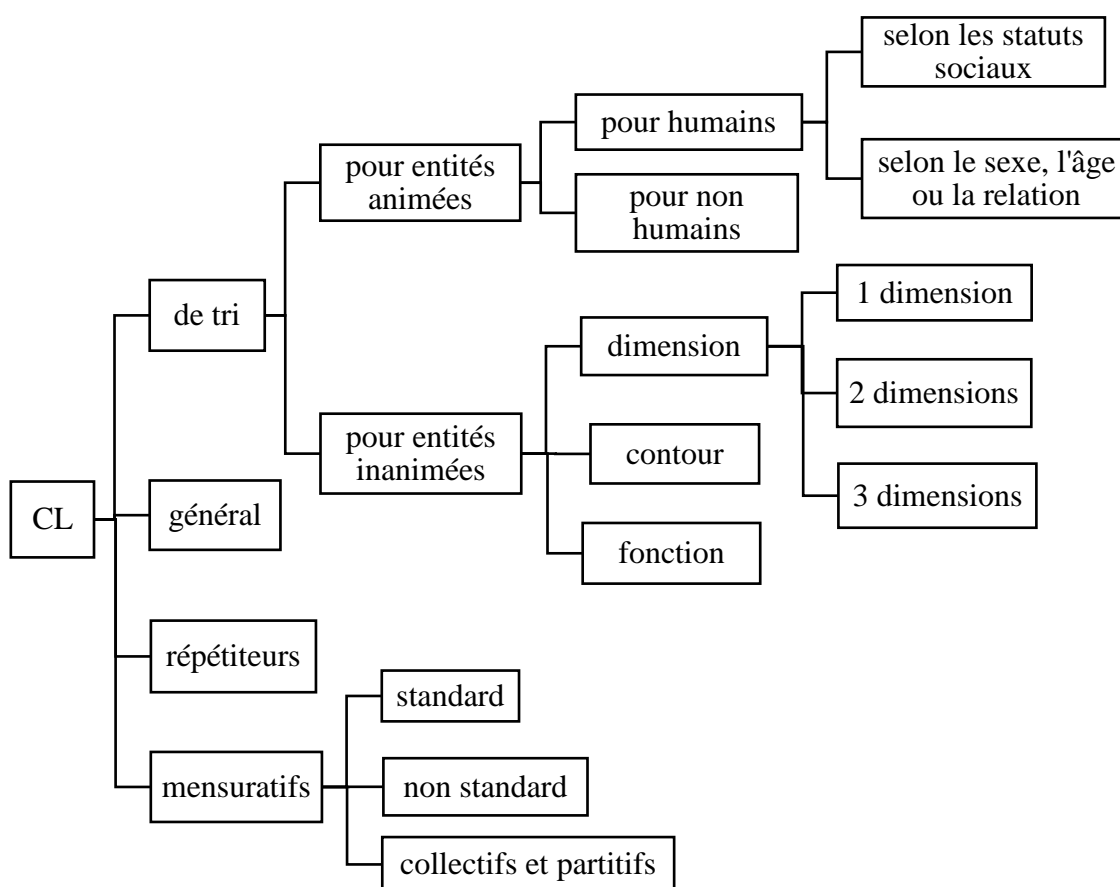 selon les statuts
sociaux
pour humains
selon le sexe, l'âge
ou la relation
pour entités
animées
pour non
humains
1 dimension
de tri
dimension
2 dimensions
pour entités
inanimées
contour
3 dimensions
CL
général
fonction
répétiteurs
standard
mensuratifs
non standard
collectifs et partitifs